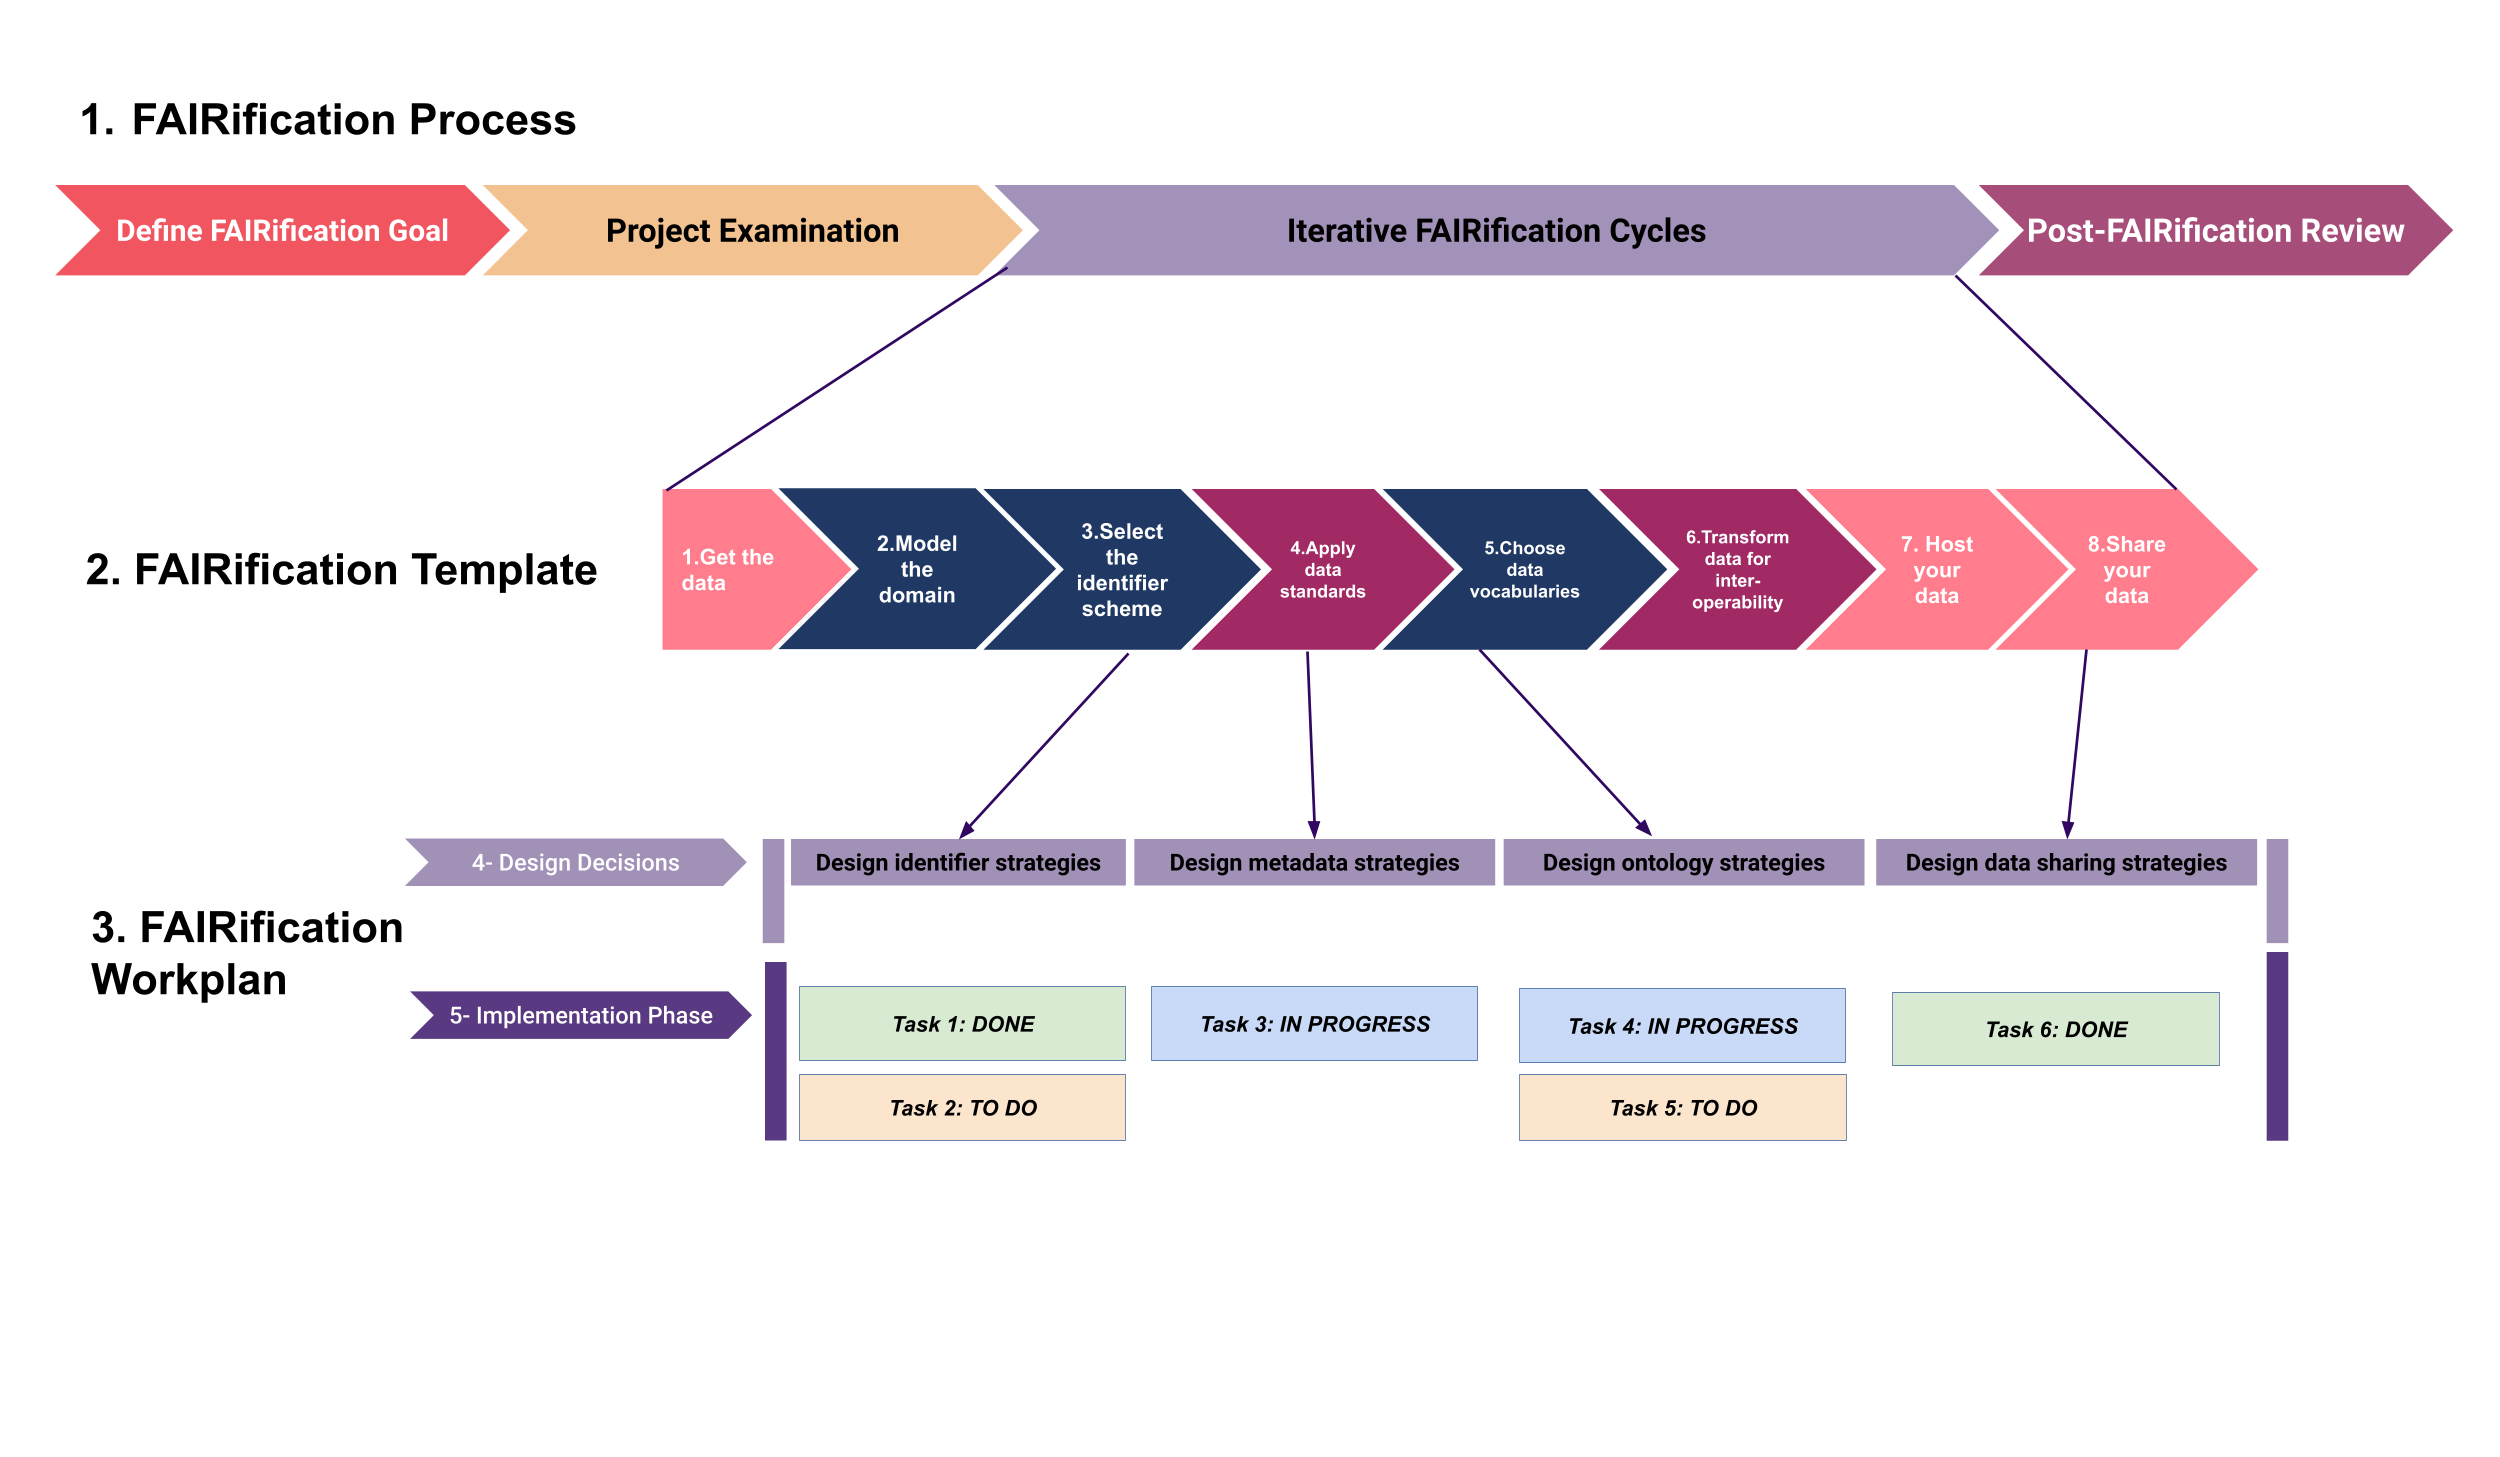 1. FAIRification Process
Define FAIRification Goal
Project Examination
Iterative FAIRification Cycles
Post-FAIRification Review
2. FAIRification Template
1.Get the
data
2.Model
the
domain
3.Select
the
identifier
scheme
4.Apply
data
standards
5.Choose
data
vocabularies
6.Transform
data for
inter-
operability
7. Host
your
data
8.Share
your
data
3. FAIRification
Workplan
4- Design Decisions
Design identifier strategies
Design metadata strategies
Design ontology strategies
Design data sharing strategies
5- Implementation Phase
Task 1: DONE
Task 3: IN PROGRESS
Task 4: IN PROGRESS
Task 6: DONE
Task 2: TO DO
Task 5: TO DO